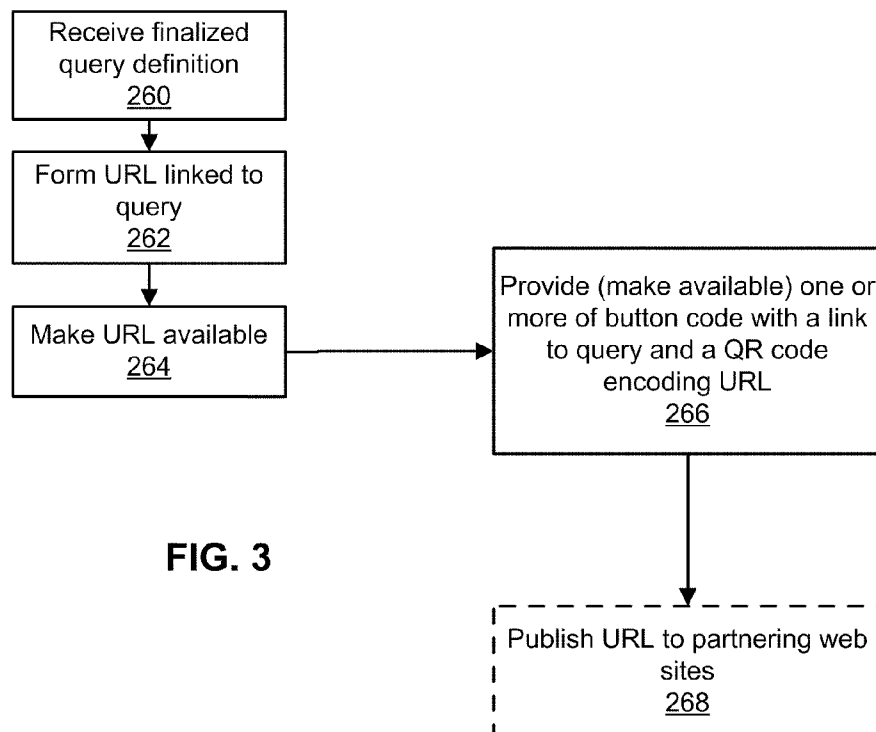 Receive finalized
query definition
260
Form URL linked to
query
262
Make URL available
264
Provide (make available) one or
more of button code with a link
to query and a QR code
encoding URL
266
FIG. 3
Publish URL to partnering web
sites
268